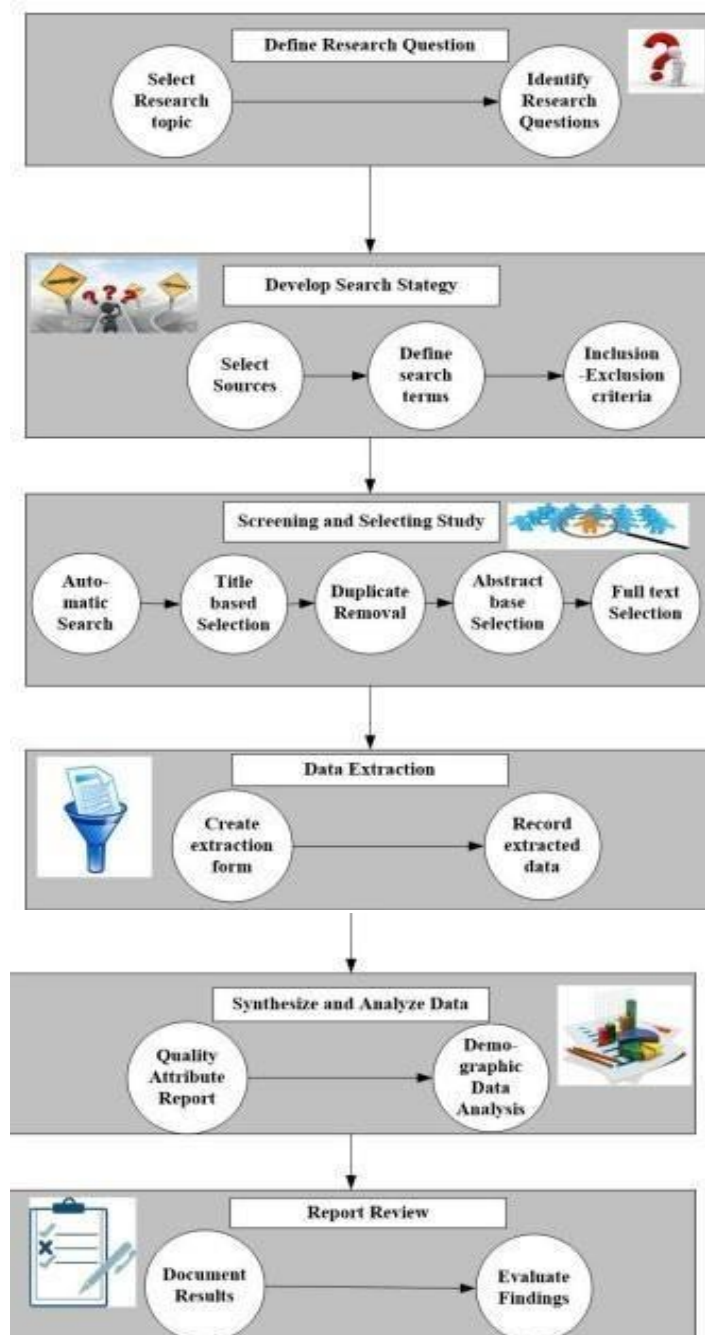 Define Research Question
Select
Research
topic
Identify
Research
Questions
Develop Search Stategy
Select
Sources
Define
search
terms
Inclusion
-Exclusion
criteria
Screening and Selecting Study
Auto-
matic
Search
Title
based
Selection
Duplicate
Removal
Abstract
base
Selection
Full text
Selection
Data Extraction
Create
extraction
form
Record
extracted
data
Synthesize and Analyze Data
Quality
Attribute
Report
Demo-
graphic
Data
Analysis
Report Review
Document
Results
Evaluate
Findings